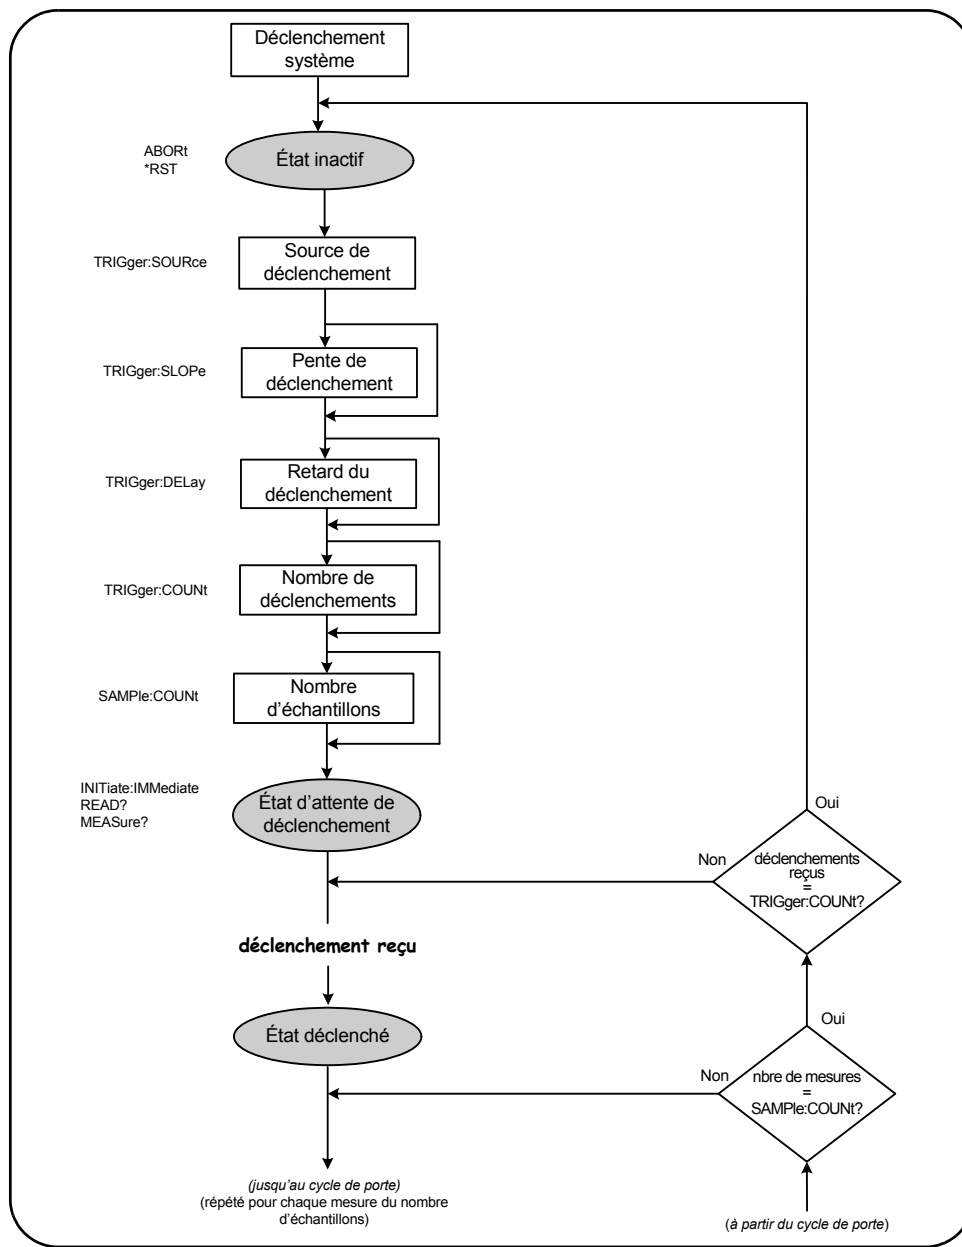 Déclenchement
système
ABORt
*RST
État inactif
TRIGger:SOURce
Source de
déclenchement
TRIGger:SLOPe
Pente de
déclenchement
TRIGger:DELay
Retard du
déclenchement
TRIGger:COUNt
Nombre de
déclenchements
SAMPle:COUNt
Nombre
d'échantillons
INITiate:IMMediate
READ?
MEASure?
État d'attente de
déclenchement
Oui
Non
déclenchements
reçus
=
TRIGger:COUNt?
déclenchement reçu
État déclenché
Oui
Non
nbre de mesures
=
SAMPle:COUNt?
(jusqu'au cycle de porte)
(répété pour chaque mesure du nombre
d'échantillons)
(à partir du cycle de porte)